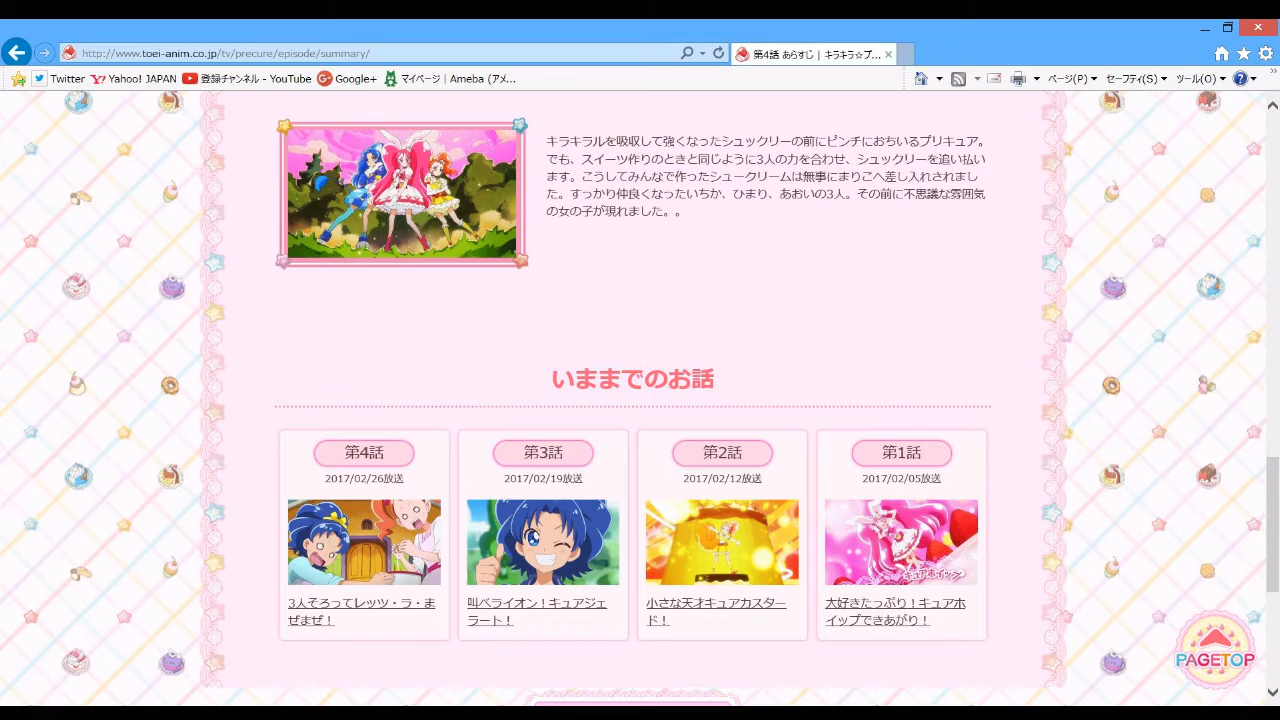 http://www.toei-anim.co.jp/tv/precure/episode/summary/
第4話 あらすじ | キラキラ☆プ...
Twitter
Yahoo! JAPAN
登録チャンネル - YouTube
Google+
マイページ | Ameba (アメ...
ページ(P)
セーフティ(S)
ツール(O)
キラキラルを吸収して強くなったシュックリーの前にピンチにおちいるプリキュア。
でも、スイーツ作りのときと同じように3人の力を合わせ、シュックリーを追い払い
ます。こうしてみんなで作ったシュークリームは無事にまりこへ差し入れされまし
た。すっかり仲良くなったいちか、ひまり、あおいの3人。その前に不思議な雰囲気
の女の子が現れました。。
いままでのお話
第4話
2017/02/26放送
3人そろってレッツ・ラ・ま
ぜまぜ！
第3話
2017/02/19放送
叫べライオン！キュアジェ
ラート！
第2話
2017/02/12放送
小さな天才キュアカスター
ド！
第1話
2017/02/05放送
キュアホイップ
大好きたっぷり！キュアホ
イップできあがり！
PAGETOP